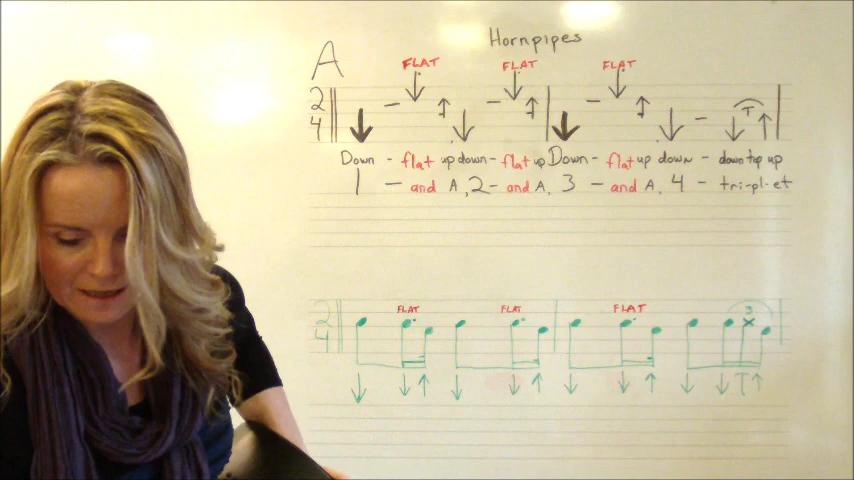 Hornpipes
A
FLAT FLAT FLAT
2
4
T
Down - flat up down - flat up Down - flat up down - down top up
1 - and A, 2 - and A, 3 - and A, 4 - tri-pl-et
FLAT FLAT FLAT
3
2
4
T